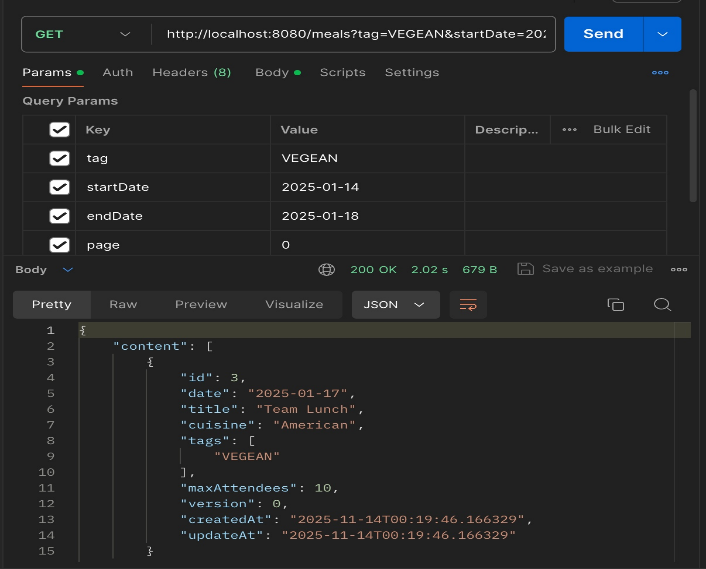 GET http://localhost:8080/meals?tag=VEGEAN&startDate=202 Send
Params Auth Headers (8) Body Scripts Settings
Query Params
Key Value Descrip... Bulk Edit
tag VEGEAN
startDate 2025-01-14
endDate 2025-01-18
page 0
Body 200 OK 2.02 s 679 B Save as example
Pretty Raw Preview Visualize JSON
1 {
2 "content": [
3 {
4 "id": 3,
5 "date": "2025-01-17",
6 "title": "Team Lunch",
7 "cuisine": "American",
8 "tags": [
9 "VEGEAN"
10 ],
11 "maxAttendees": 10,
12 "version": 0,
13 "createdAt": "2025-11-14T00:19:46.166329",
14 "updateAt": "2025-11-14T00:19:46.166329"
15 }